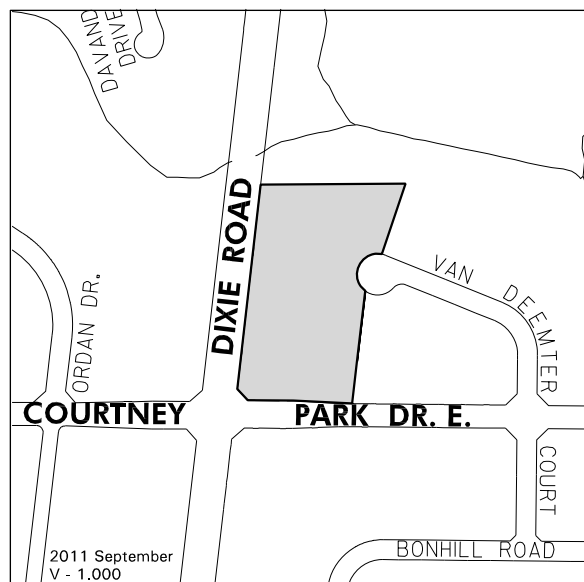 DAVAND
DRIVE
DIXIE ROAD
VAN DEEMTER
COURT
ORDAN DR.
COURTNEY PARK DR. E.
BONHILL ROAD
2011 September
V - 1.000